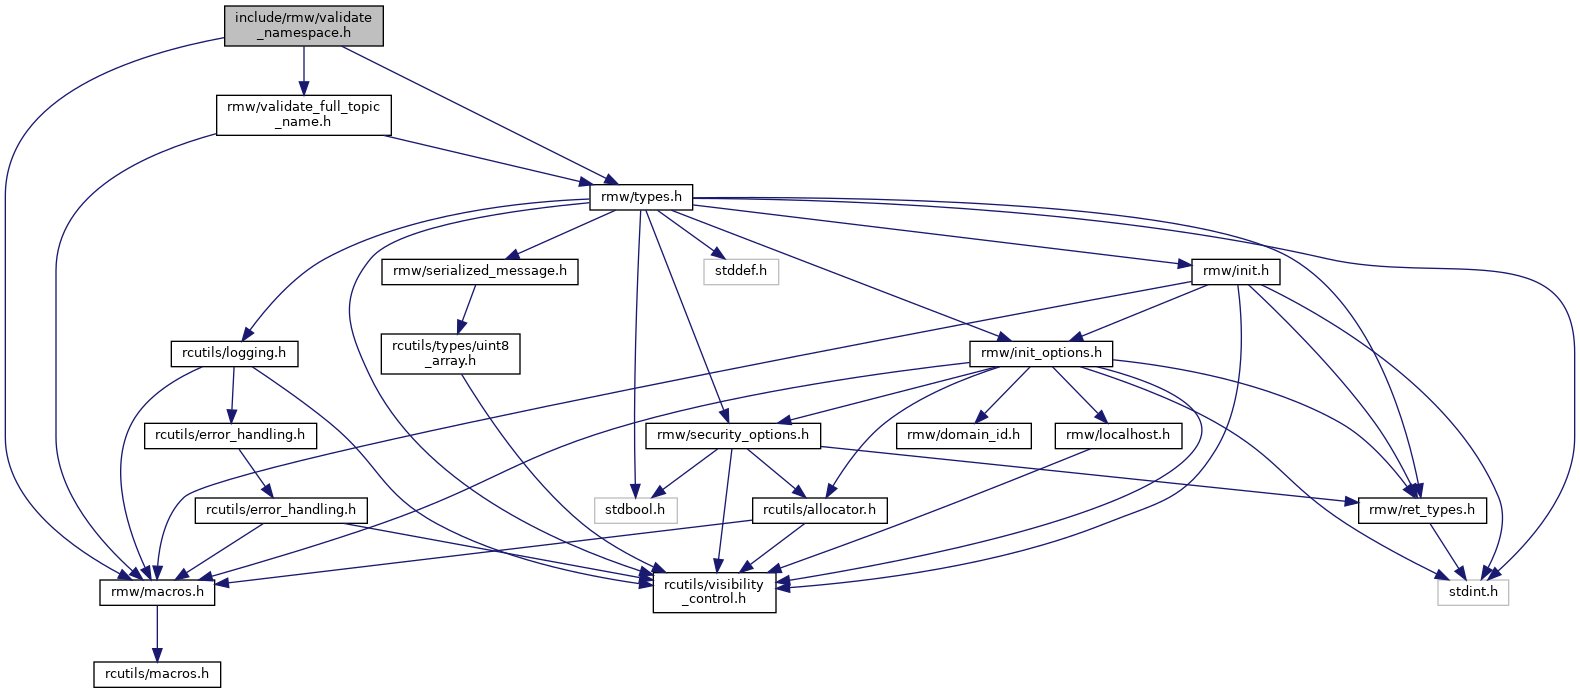 include/rmw/validate
_namespace.h
rmw/validate_full_topic
_name.h
rmw/types.h
rmw/serialized_message.h
stddef.h
rmw/init.h
rcutils/logging.h
rcutils/types/uint8
_array.h
rmw/init_options.h
rcutils/error_handling.h
rmw/security_options.h
rmw/domain_id.h
rmw/localhost.h
rcutils/error_handling.h
stdbool.h
rcutils/allocator.h
rmw/ret_types.h
rmw/macros.h
rcutils/visibility
_control.h
stdint.h
rcutils/macros.h